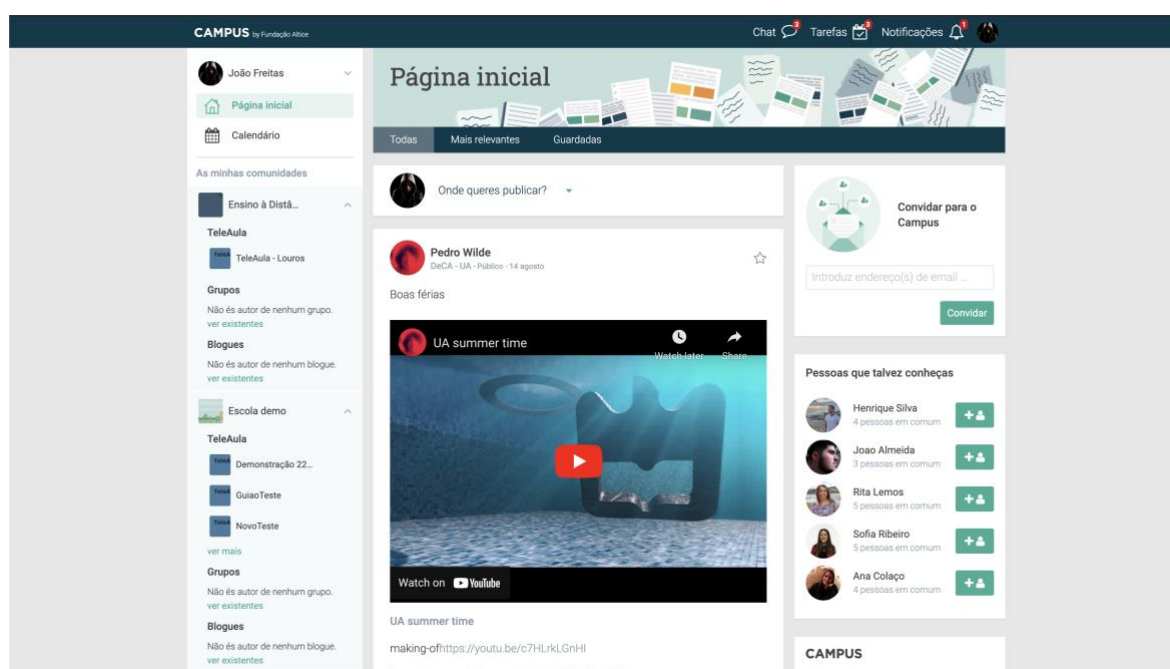 CAMPUS by Fundação Altice
Chat 3 Tarefas 3 Notificações 1
João Freitas
Página inicial
Calendário
As minhas comunidades
Ensino à Distâ...
TeleAula
TeleAula - Louros
Grupos
Não és autor de nenhum grupo.
ver existentes
Blogues
Não és autor de nenhum blogue.
ver existentes
Escola demo
TeleAula
Demonstração 22...
GuiaoTeste
NovoTeste
ver mais
Grupos
Não és autor de nenhum grupo.
ver existentes
Blogues
Não és autor de nenhum blogue.
ver existentes
Página inicial
Todas Mais relevantes Guardadas
Onde queres publicar?
Pedro Wilde
DeCA - UA - Público - 14 agosto
Boas férias
UA summer time
Watch later Share
Watch on YouTube
UA summer time
making-ofhttps://youtu.be/c7HLrkLGnHI
Convidar para o
Campus
Introduz endereço(s) de email ...
Convidar
Pessoas que talvez conheças
Henrique Silva
4 pessoas em comum
Joao Almeida
3 pessoas em comum
Rita Lemos
5 pessoas em comum
Sofia Ribeiro
5 pessoas em comum
Ana Colaço
4 pessoas em comum
CAMPUS